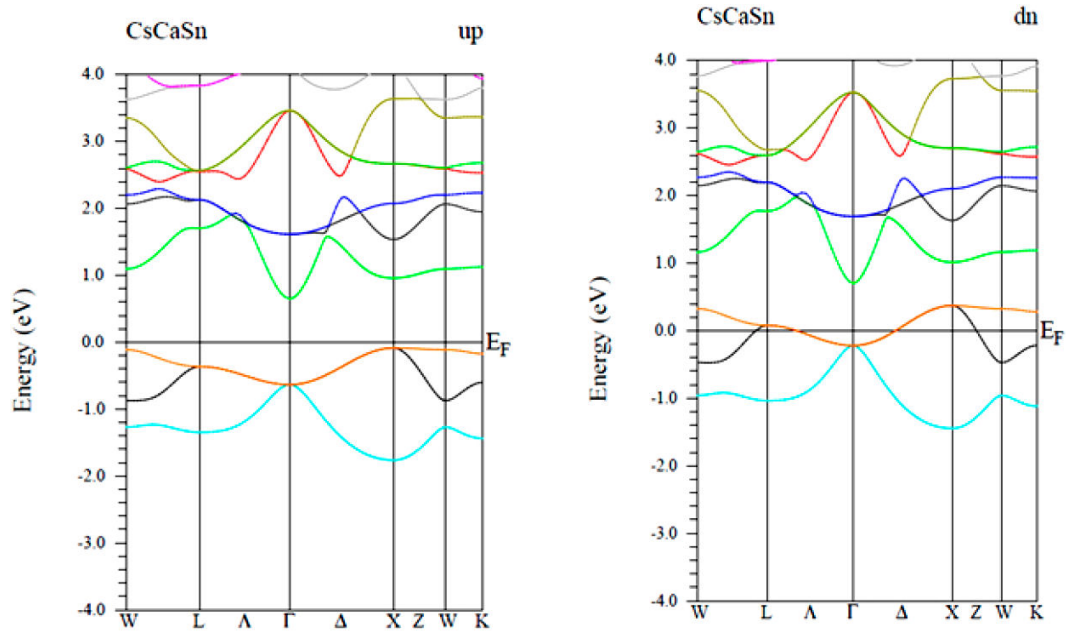 CsCaSn up
4.0
3.0
2.0
1.0
0.0
-1.0
-2.0
-3.0
-4.0
Energy (eV)
E_F
W L Λ Γ Δ X Z W K
CsCaSn dn
4.0
3.0
2.0
1.0
0.0
-1.0
-2.0
-3.0
-4.0
Energy (eV)
E_F
W L Λ Γ Δ X Z W K